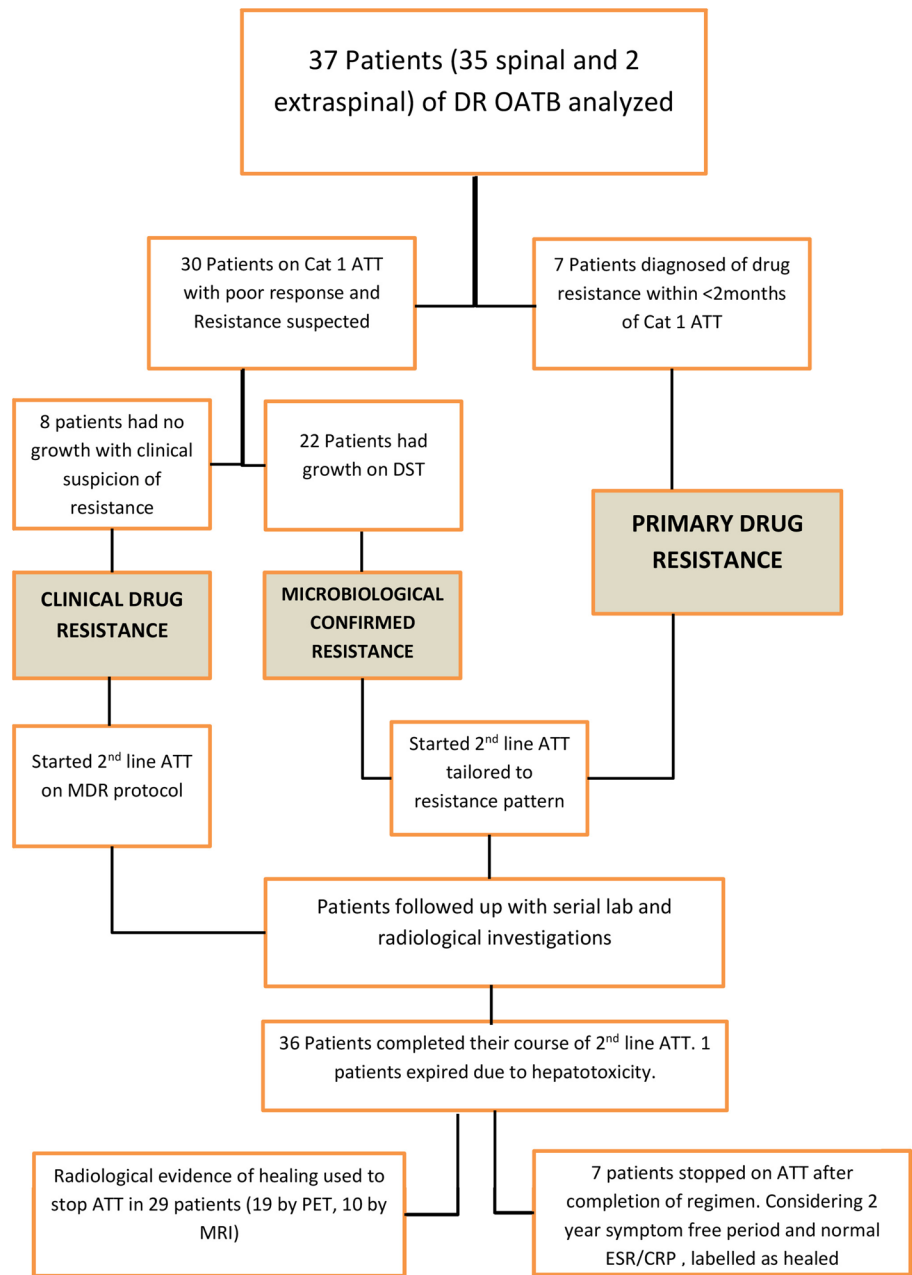 37 Patients (35 spinal and 2
extraspinal) of DR OATB analyzed
30 Patients on Cat 1 ATT
with poor response and
Resistance suspected
7 Patients diagnosed of drug
resistance within <2months
of Cat 1 ATT
8 patients had no
growth with clinical
suspicion of
resistance
22 Patients had
growth on DST
PRIMARY DRUG
RESISTANCE
CLINICAL DRUG
RESISTANCE
MICROBIOLOGICAL
CONFIRMED
RESISTANCE
Started 2nd line ATT
on MDR protocol
Started 2nd line ATT
tailored to
resistance pattern
Patients followed up with serial lab and
radiological investigations
36 Patients completed their course of 2nd line ATT. 1
patients expired due to hepatotoxicity.
Radiological evidence of healing used to
stop ATT in 29 patients (19 by PET, 10 by
MRI)
7 patients stopped on ATT after
completion of regimen. Considering 2
year symptom free period and normal
ESR/CRP , labelled as healed